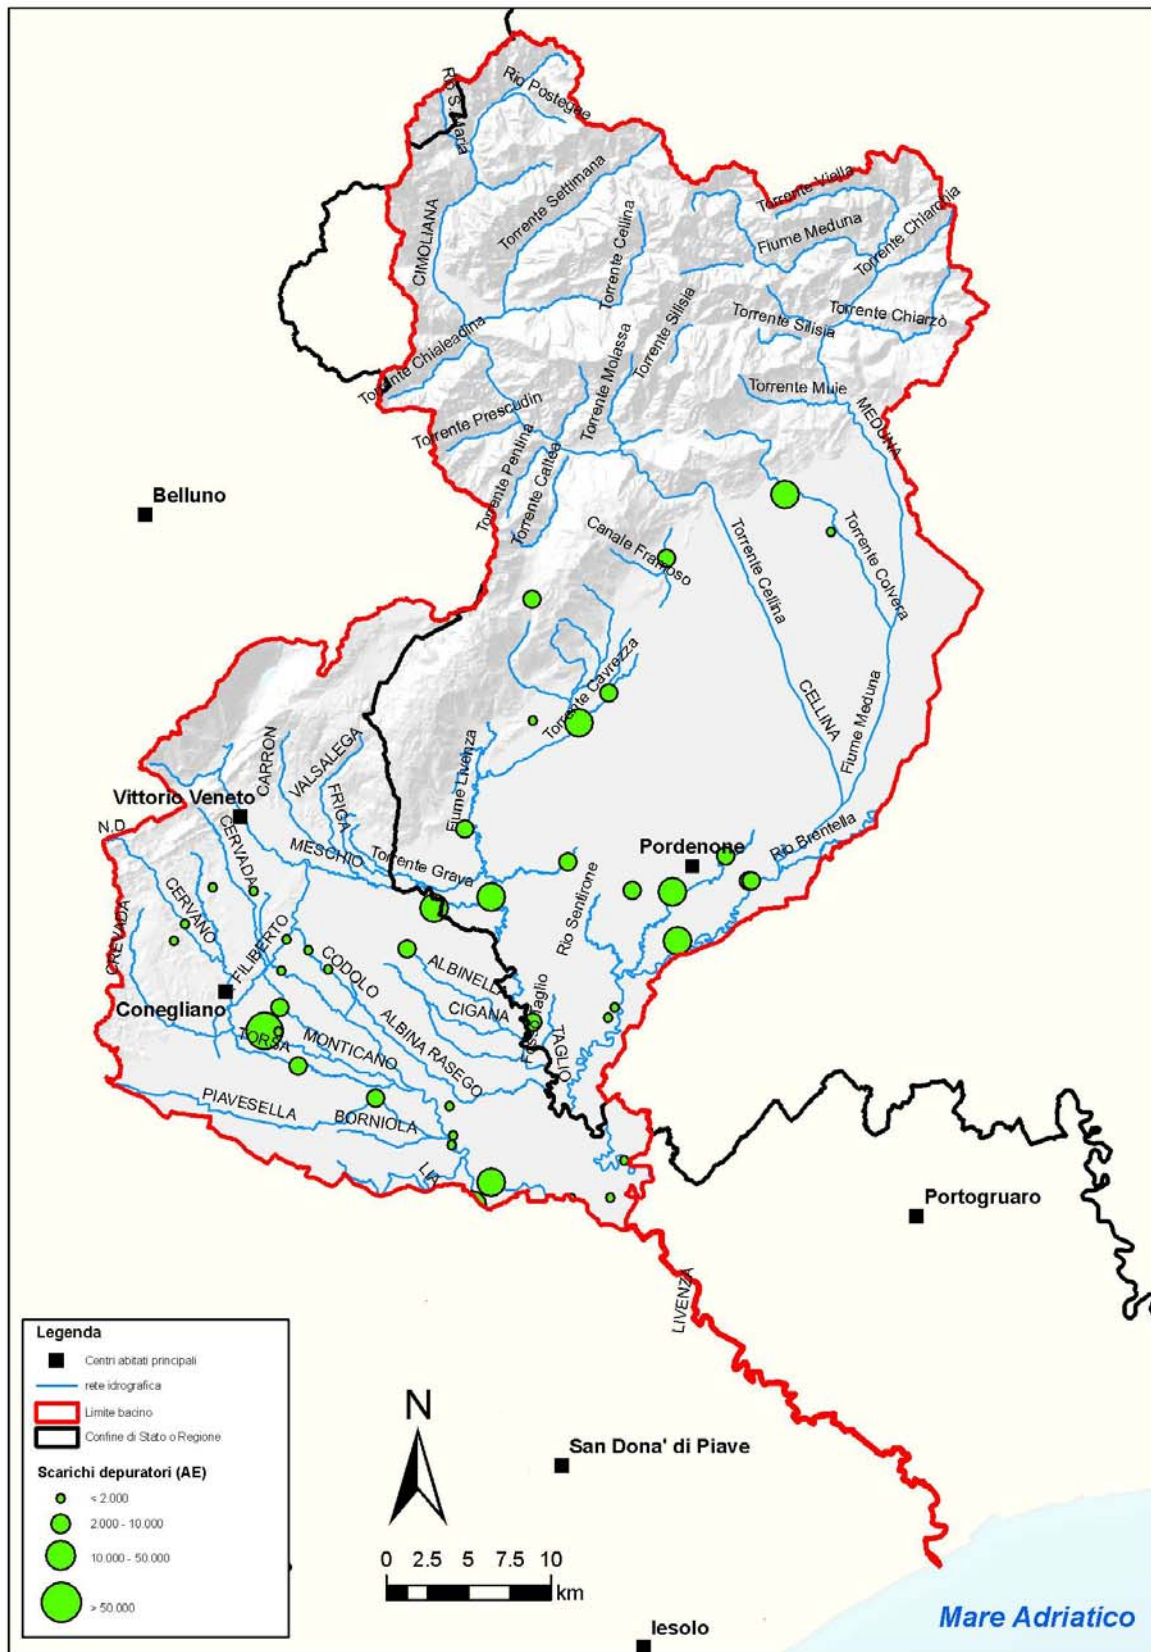 Rio Postegae
Rio S. Maria
Torrente Settimana
CIMOLIANA
Torrente Cellina
Torrente Viella
Fiume Meduna
Torrente Chiarchia
Torrente Silisia
Torrente Silisia
Torrente Chiarzò
Torrente Chialeadina
Torrente Molassa
Torrente Muie
MEDUNA
Torrente Prescudin
Torrente Pentina
Torrente Caltea
Belluno
Canale Framoso
Torrente Cellina
Torrente Colvera
Torrente Cavrezza
CELLINA
Fiume Meduna
Fiume Livenza
CARRON
VALSALEGA
FRIGA
Vittorio Veneto
N.D.
CERVADA
MESCHIO
Torrente Grava
Pordenone
Rio Brentella
Rio Sentirone
CERVANO
CREVADA
FILIBERTO
CODOLO
ALBINELLA
CIGANA
Conegliano
TORSA
MONTICANO
ALBINA RASEGO
TAGLIO
PIAVESELLA
BORNIOLA
LIA
Portogruaro
LIVENZA
Legenda
Centri abitati principali
rete idrografica
Limite bacino
Confine di Stato o Regione
Scarichi depuratori (AE)
< 2.000
2.000 - 10.000
10.000 - 50.000
> 50.000
N
0 2.5 5 7.5 10
km
San Dona' di Piave
Iesolo
Mare Adriatico